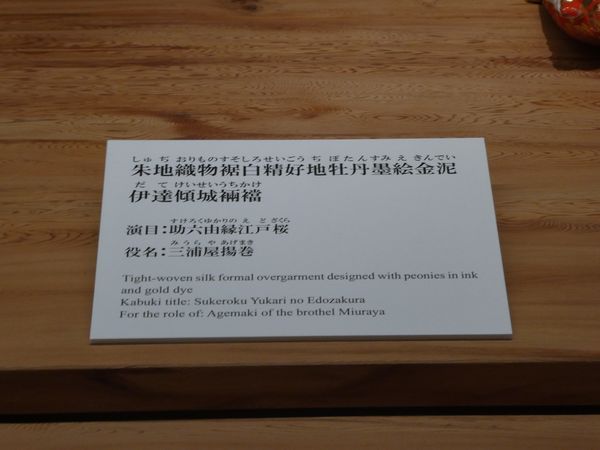 しゅ ぢ おりものすそしろせいごう ぢ ぼ たん すみ え きんでい
朱地織物裾白精好地牡丹墨絵金泥
だ て けいせいうちかけ
伊達傾城裲襠
すけろくゆかりの え ど ざくら
演目：助六由縁江戸桜
み うら や あげまき
役名：三浦屋揚巻
Tight-woven silk formal overgarment designed with peonies in ink
and gold dye
Kabuki title: Sukeroku Yukari no Edozakura
For the role of: Agemaki of the brothel Miuraya